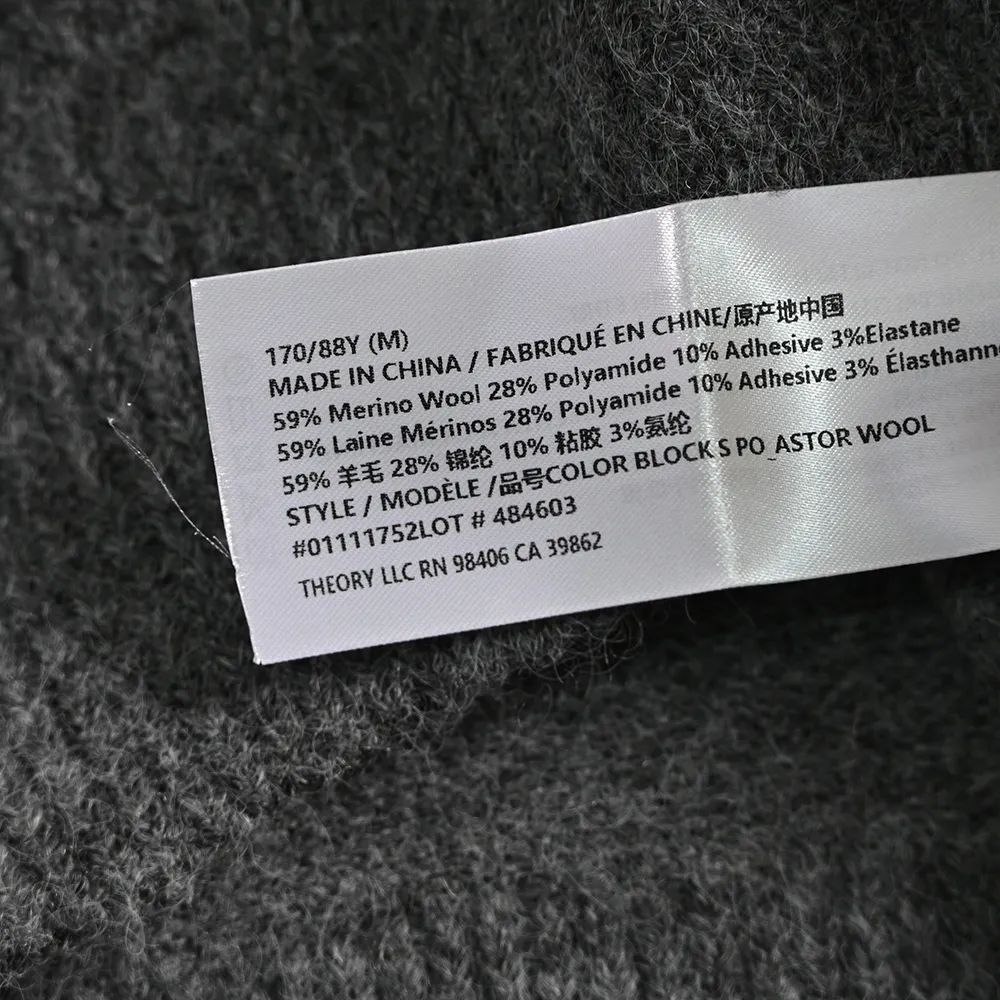 170/88Y (M)
MADE IN CHINA / FABRIQUÉ EN CHINE/原产地中国
59% Merino Wool 28% Polyamide 10% Adhesive 3%Elastane
59% Laine Mérinos 28% Polyamide 10% Adhesive 3% Élasthanne
59% 羊毛 28% 锦纶 10% 粘胶 3%氨纶
STYLE / MODÈLE /品号COLOR BLOCK S PO_ASTOR WOOL
#01111752LOT # 484603
THEORY LLC RN 98406 CA 39862